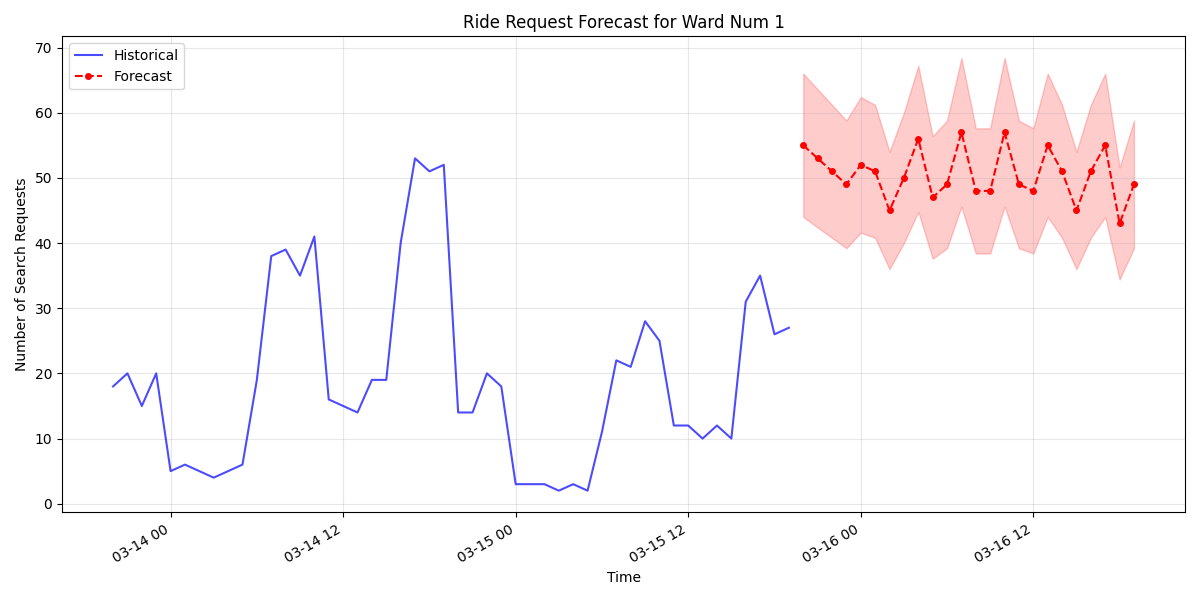 Ride Request Forecast for Ward Num 1
Historical
Forecast
Number of Search Requests
70
60
50
40
30
20
10
0
03-14 00
03-14 12
03-15 00
03-15 12
03-16 00
03-16 12
Time